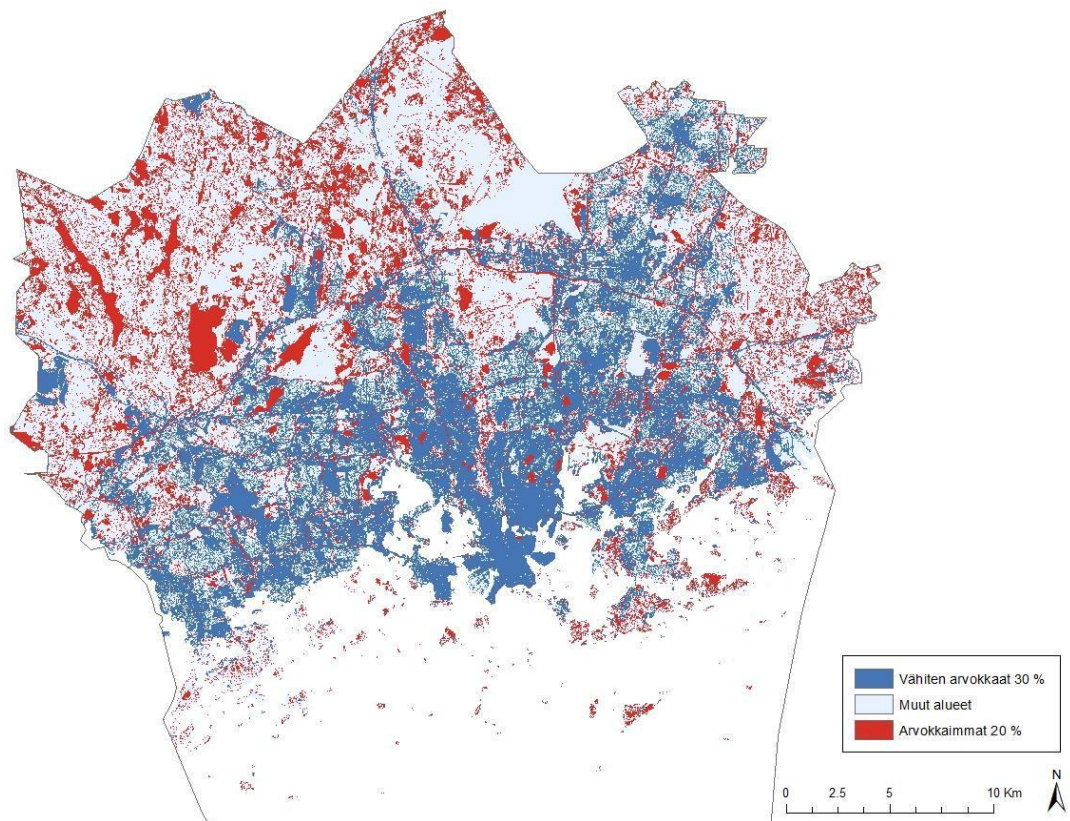 Vähiten arvokkaat 30 %
Muut alueet
Arvokkaimmat 20 %
N
0 2.5 5 10 Km